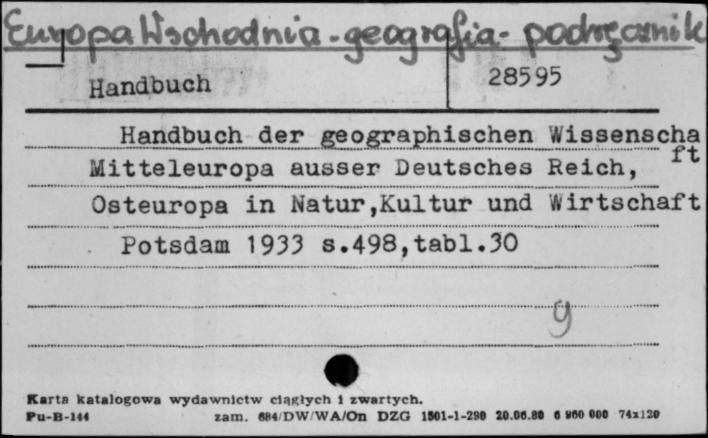 Europa Wschodnia - geografia - podręcznik
Handbuch 28595
Handbuch der geographischen Wissenscha
ft
Mitteleuropa ausser Deutsches Reich,
Osteuropa in Natur,Kultur und Wirtschaft
Potsdam 1933 s.498,tabl.30
g
Karta katalogowa wydawnictw ciągłych i zwartych.
Pu-B-144 zam. 684/DW/WA/On DZG 1501-1-290 20.06.80 6 960 000 74x120